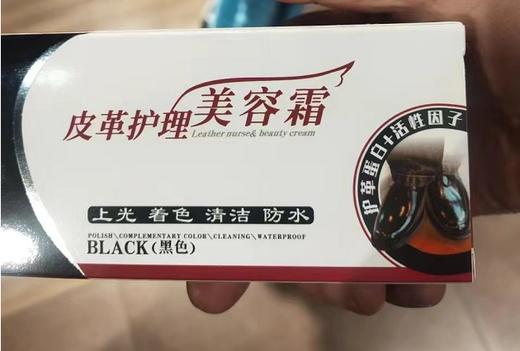 皮革护理美容霜
Leather nurse& beauty cream
护革蛋白+活性因子
上光 着色 清洁 防水
POLISH\COMPLEMENTARY COLOR/CLEANING\WATERPROOF
BLACK(黑色)